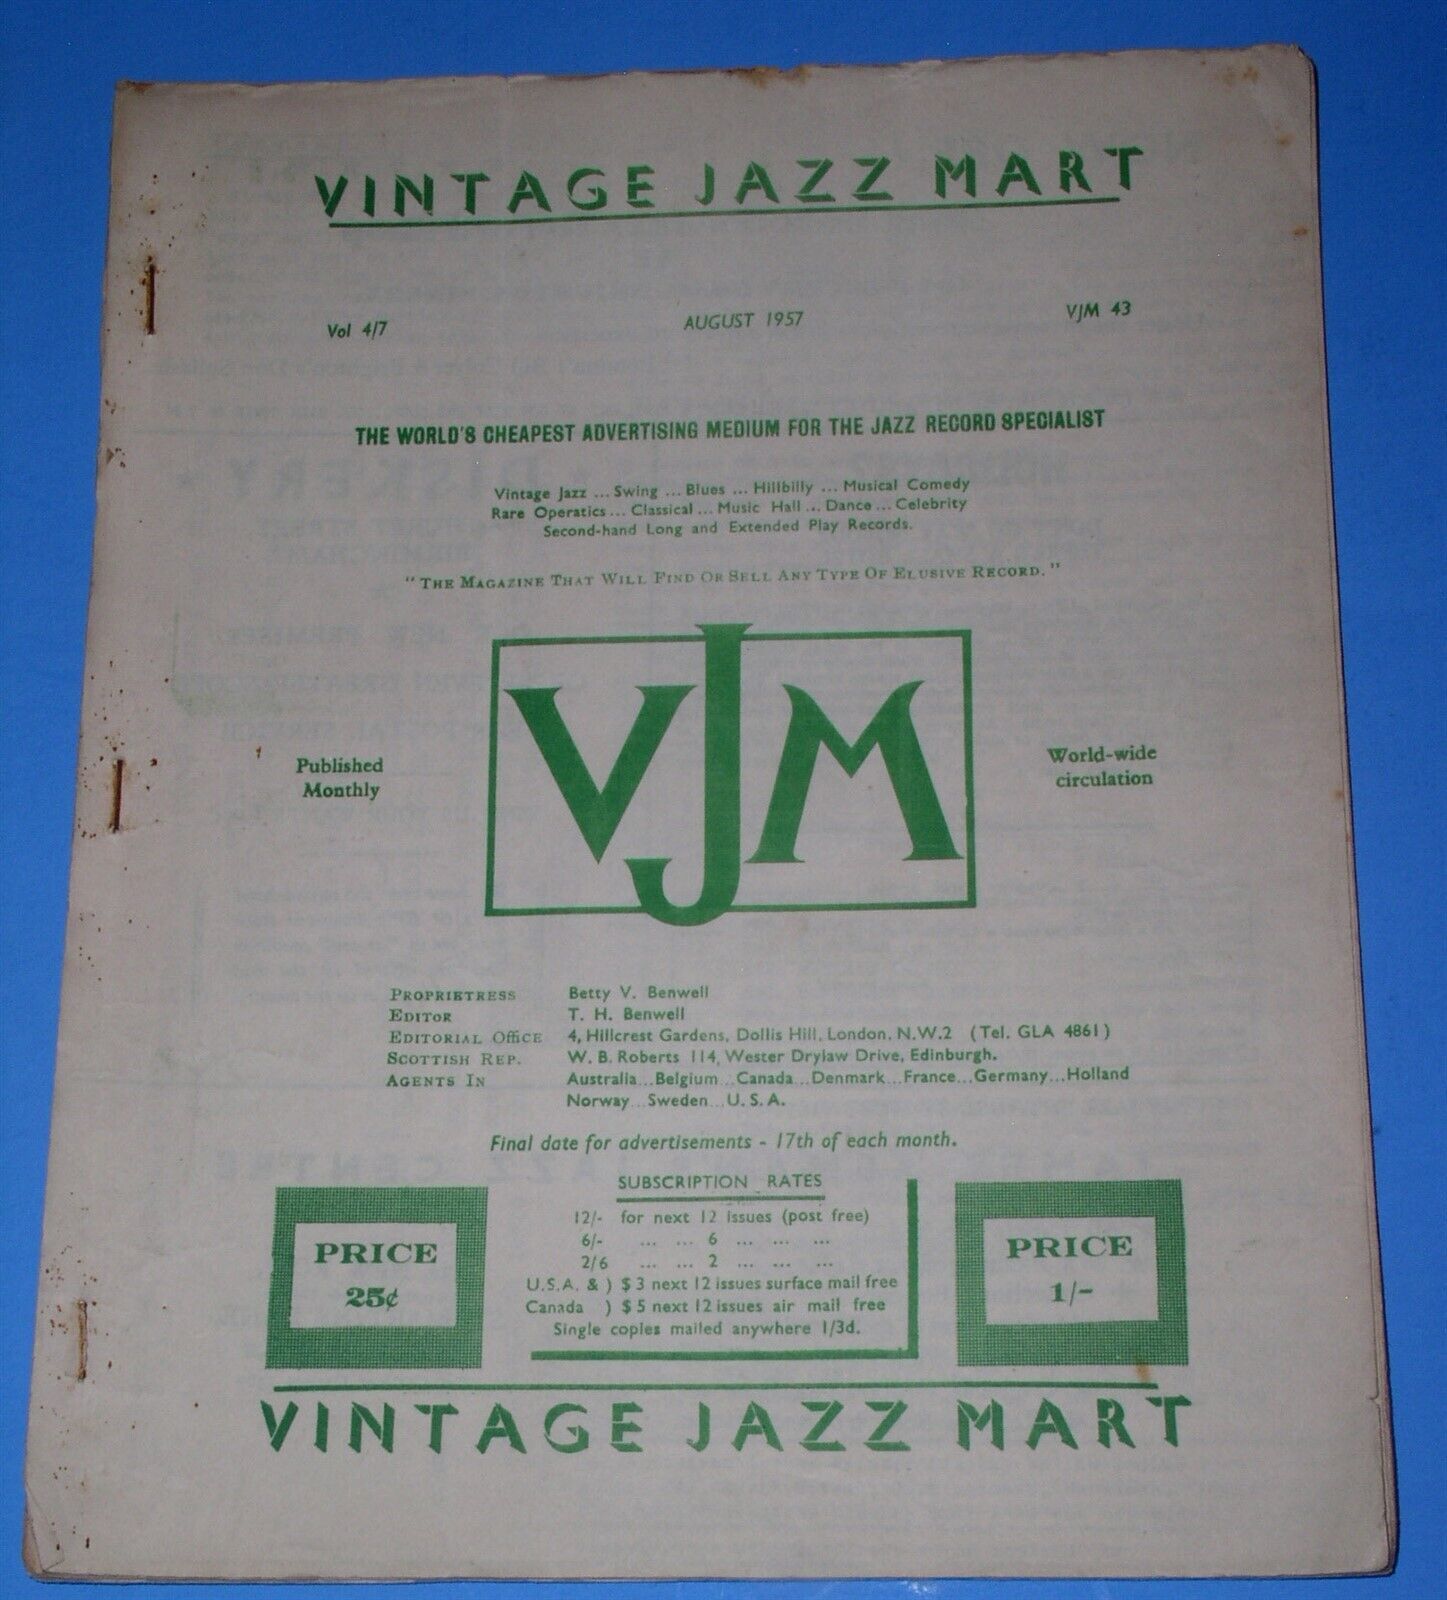 VINTAGE JAZZ MART
Vol 4/7 AUGUST 1957 VJM 43
THE WORLD'S CHEAPEST ADVERTISING MEDIUM FOR THE JAZZ RECORD SPECIALIST
Vintage Jazz ... Swing ... Blues ... Hillbilly ... Musical Comedy
Rare Operatics ... Classical ... Music Hall ... Dance ... Celebrity
Second-hand Long and Extended Play Records.
"THE MAGAZINE THAT WILL FIND OR SELL ANY TYPE OF ELUSIVE RECORD."
VJM
Published
Monthly
World-wide
circulation
PROPRIETRESS Betty V. Benwell
EDITOR T. H. Benwell
EDITORIAL OFFICE 4, Hillcrest Gardens, Dollis Hill, London, N.W.2 (Tel. GLA 4861)
SCOTTISH REP. W. B. Roberts 114, Wester Drylaw Drive, Edinburgh.
AGENTS IN Australia...Belgium...Canada...Denmark...France...Germany...Holland
Norway...Sweden...U.S.A.
Final date for advertisements - 17th of each month.
SUBSCRIPTION RATES
12/- for next 12 issues (post free)
6/- ... ... 6 ... ... ...
2/6 ... ... 2 ... ... ...
U.S.A. & ) $3 next 12 issues surface mail free
Canada ) $5 next 12 issues air mail free
Single copies mailed anywhere 1/3d.
PRICE
25¢
PRICE
1/-
VINTAGE JAZZ MART